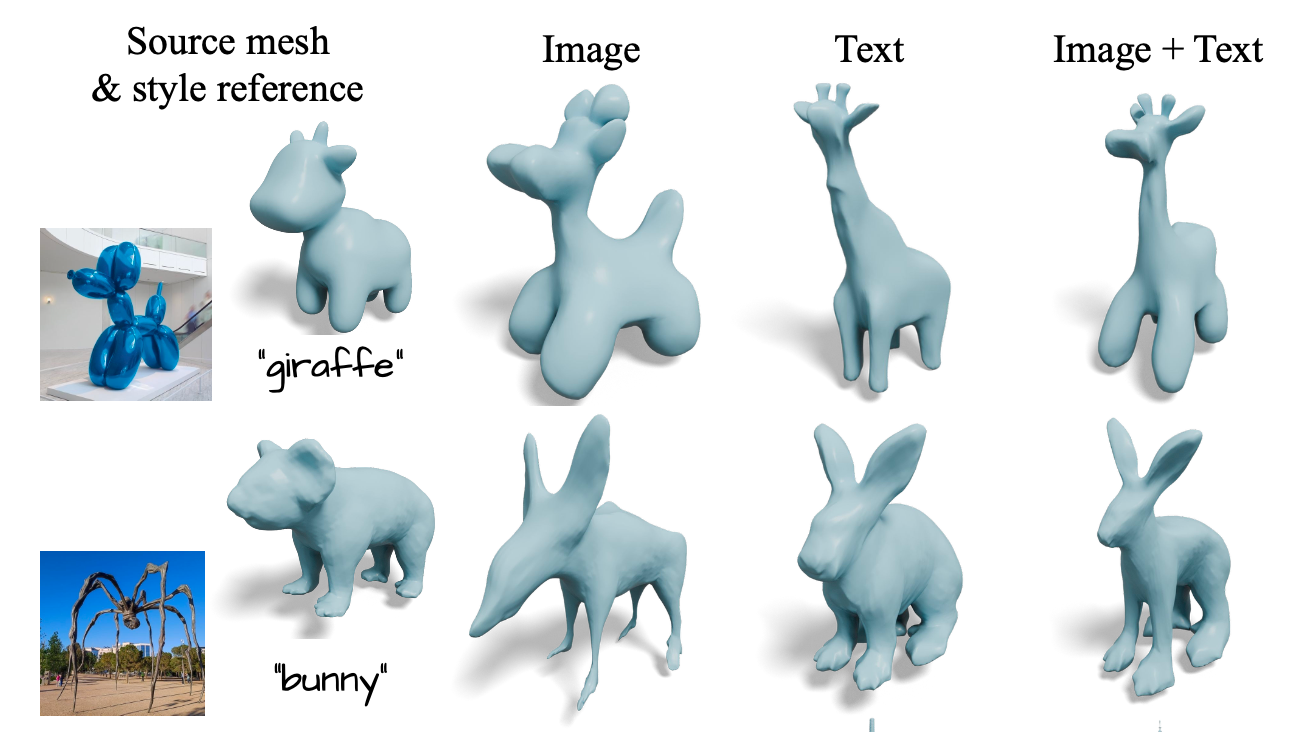 Source mesh
& style reference
Image
Text
Image + Text
"giraffe"
"bunny"